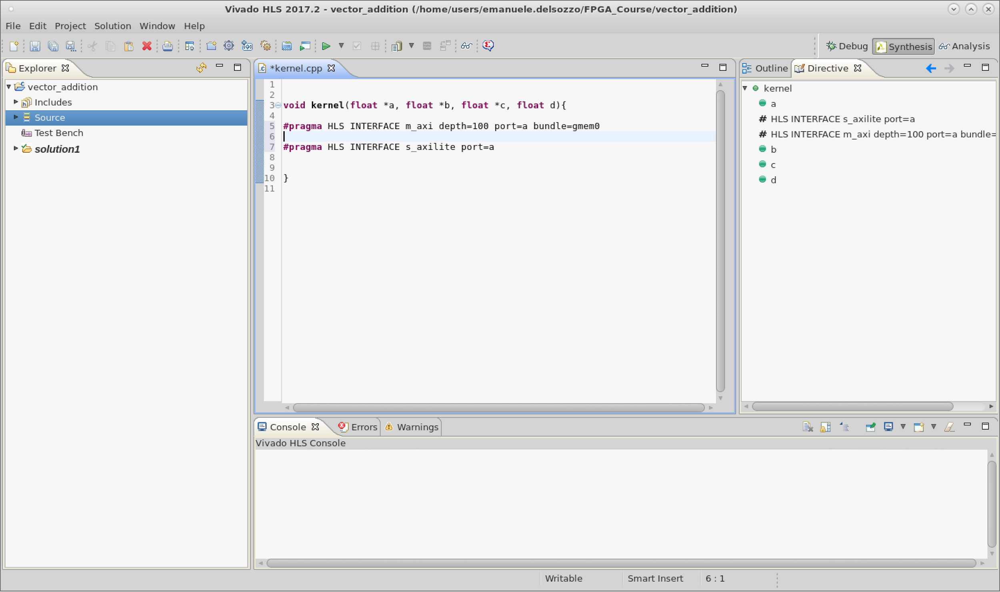 Vivado HLS 2017.2 - vector_addition (/home/users/emanuele.delsozzo/FPGA_Course/vector_addition)
File Edit Project Solution Window Help
Debug Synthesis Analysis
Explorer
vector_addition
Includes
Source
Test Bench
solution1
*kernel.cpp
1
2
3 void kernel(float *a, float *b, float *c, float d){
4
5 #pragma HLS INTERFACE m_axi depth=100 port=a bundle=gmem0
6
7 #pragma HLS INTERFACE s_axilite port=a
8
9
10 }
11
Outline Directive
kernel
a
# HLS INTERFACE s_axilite port=a
# HLS INTERFACE m_axi depth=100 port=a bundle=
b
c
d
Console Errors Warnings
Vivado HLS Console
Writable Smart Insert 6 : 1